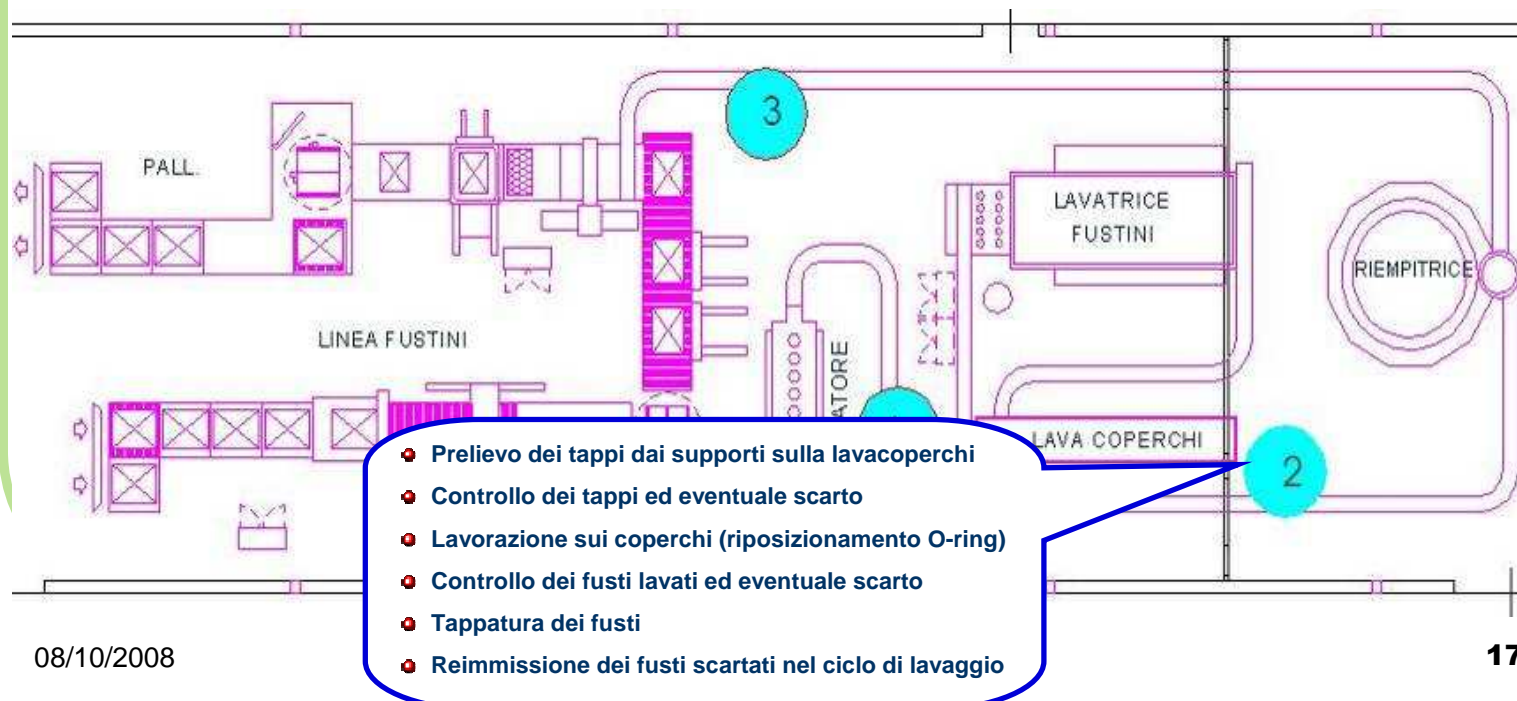 3
PALL.
LAVATRICE
FUSTINI
RIEMPITRICE
LINEA FUSTINI
LAVA COPERCHI
2
Prelievo dei tappi dai supporti sulla lavacoperchi
Controllo dei tappi ed eventuale scarto
Lavorazione sui coperchi (riposizionamento O-ring)
Controllo dei fusti lavati ed eventuale scarto
Tappatura dei fusti
Reimmissione dei fusti scartati nel ciclo di lavaggio
08/10/2008
17